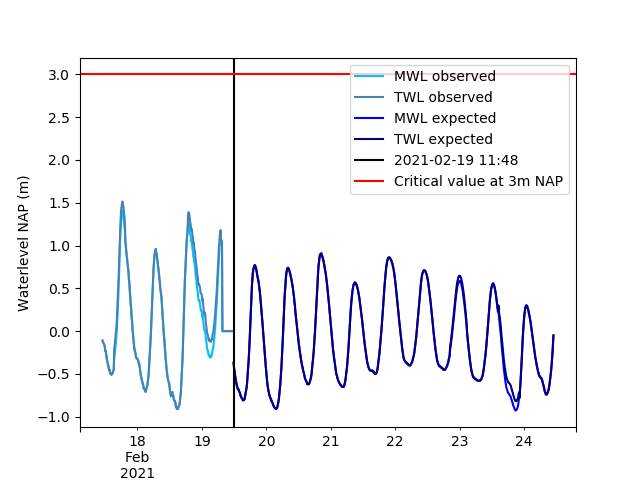 MWL observed
TWL observed
MWL expected
TWL expected
2021-02-19 11:48
Critical value at 3m NAP
Waterlevel NAP (m)
3.0
2.5
2.0
1.5
1.0
0.5
0.0
−0.5
−1.0
18 19 20 21 22 23 24
Feb
2021